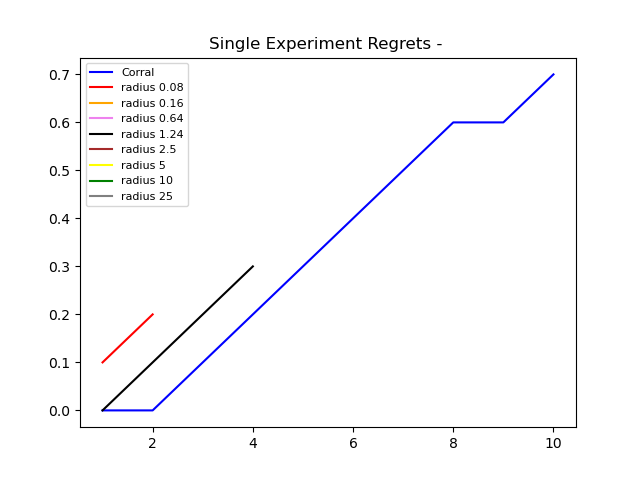 Single Experiment Regrets -
Corral
radius 0.08
radius 0.16
radius 0.64
radius 1.24
radius 2.5
radius 5
radius 10
radius 25
0.7
0.6
0.5
0.4
0.3
0.2
0.1
0.0
2 4 6 8 10